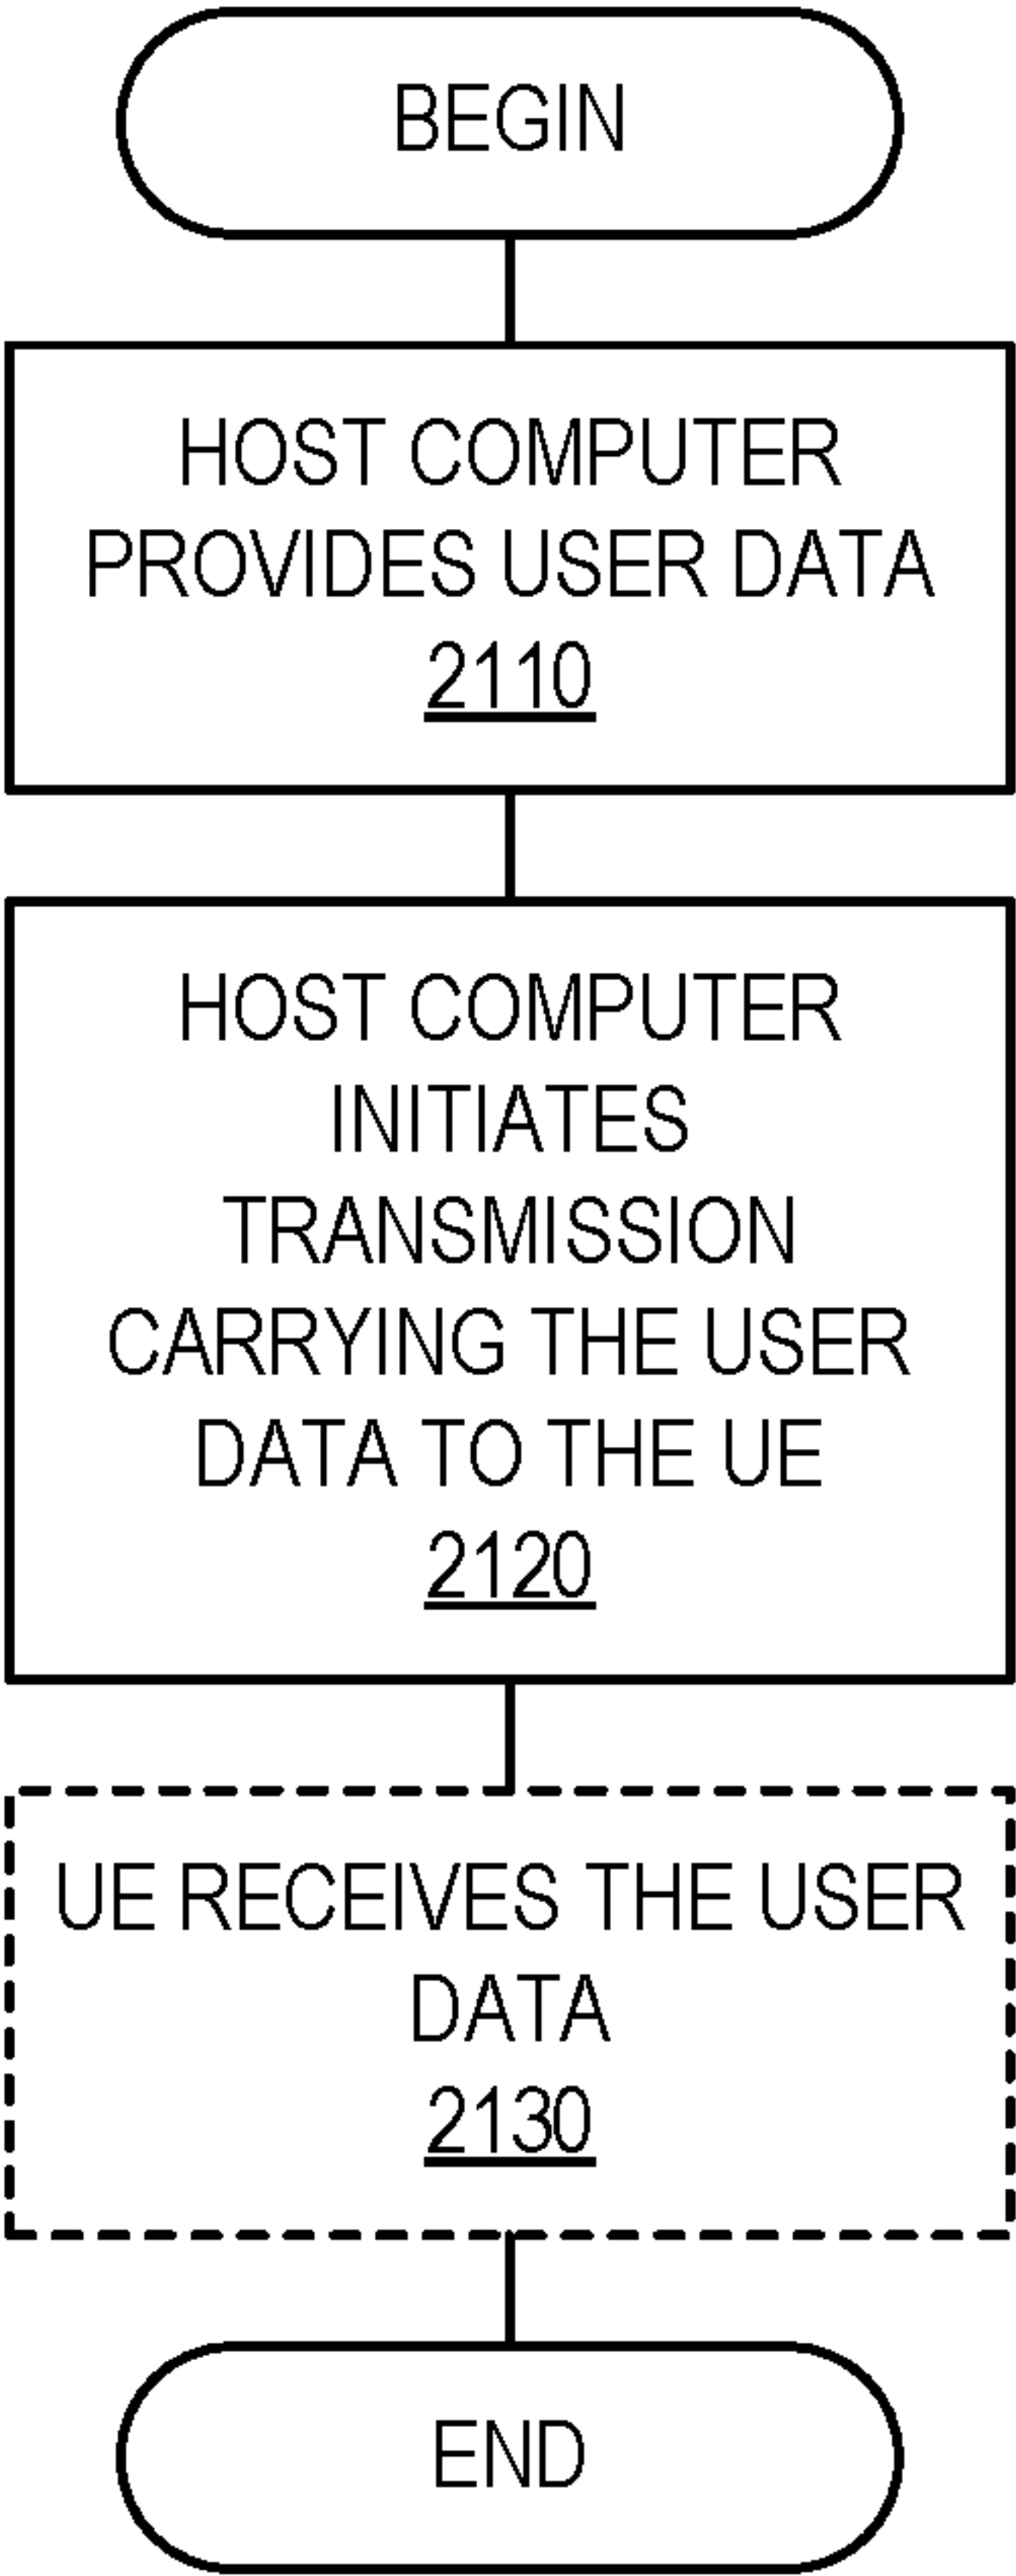 BEGIN
HOST COMPUTER
PROVIDES USER DATA
2110
HOST COMPUTER
INITIATES
TRANSMISSION
CARRYING THE USER
DATA TO THE UE
2120
UE RECEIVES THE USER
DATA
2130
END